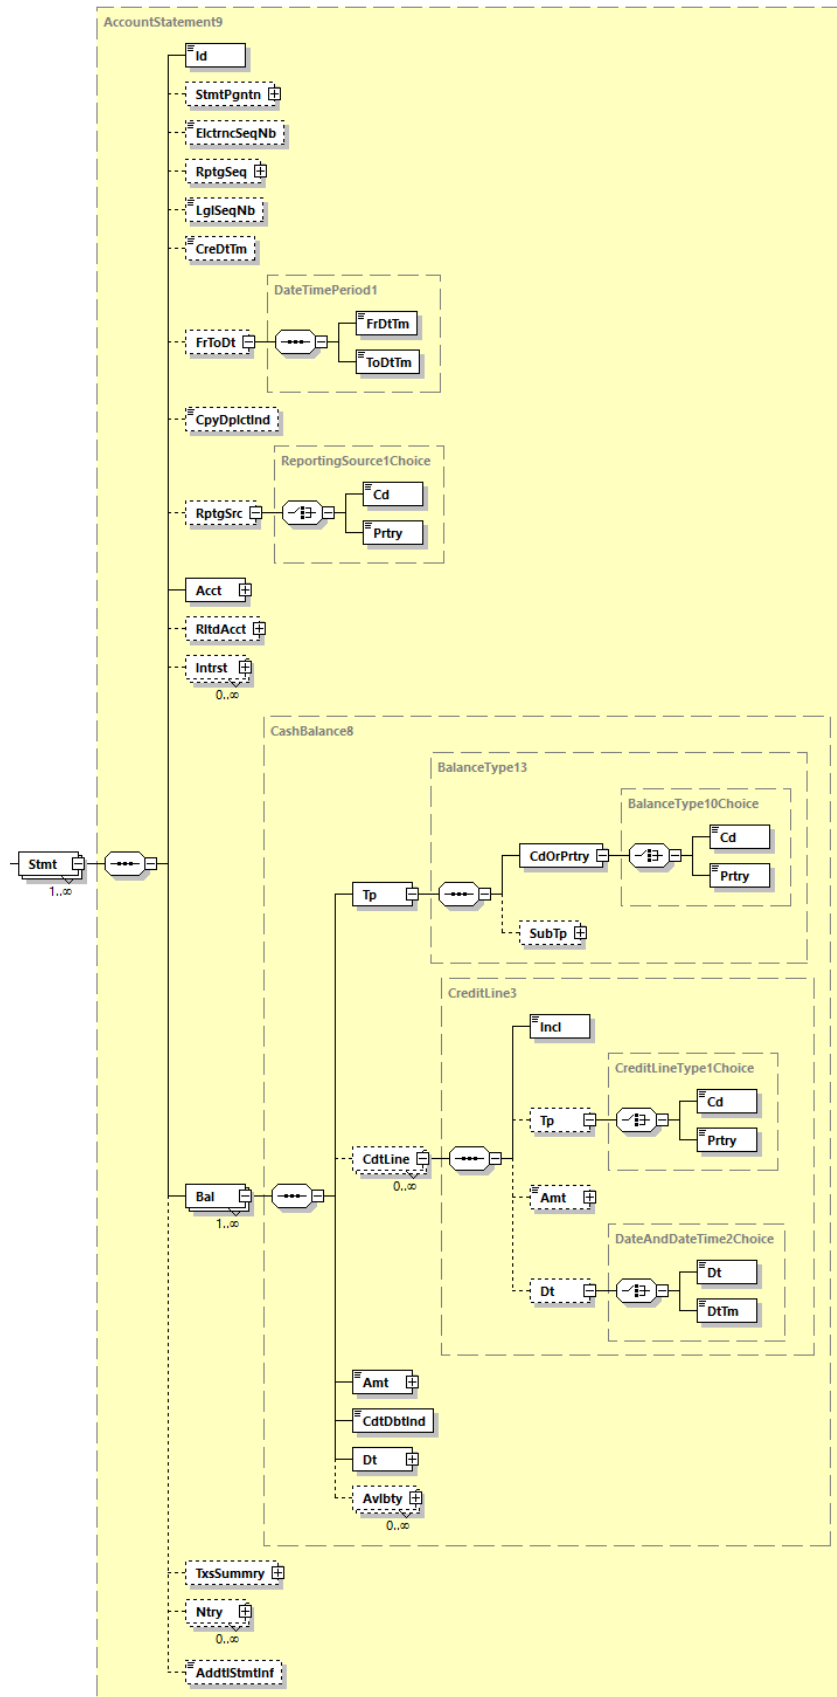 AccountStatement9
Id
StmtPgntn
ElctrncSeqNb
RptgSeq
LglSeqNb
CreDtTm
DateTimePeriod1
FrToDt
FrDtTm
ToDtTm
CpyDplctInd
ReportingSource1Choice
RptgSrc
Cd
Prtry
Acct
RltdAcct
Intrst
0..∞
CashBalance8
BalanceType13
BalanceType10Choice
Stmt
1..∞
Tp
CdOrPrtry
Cd
Prtry
SubTp
CreditLine3
Incl
CreditLineType1Choice
Tp
Cd
Prtry
CdtLine
0..∞
Bal
1..∞
Amt
DateAndDateTime2Choice
Dt
Dt
DtTm
Amt
CdtDbtInd
Dt
Avlbty
0..∞
TxsSummry
Ntry
0..∞
AddtlStmtInf